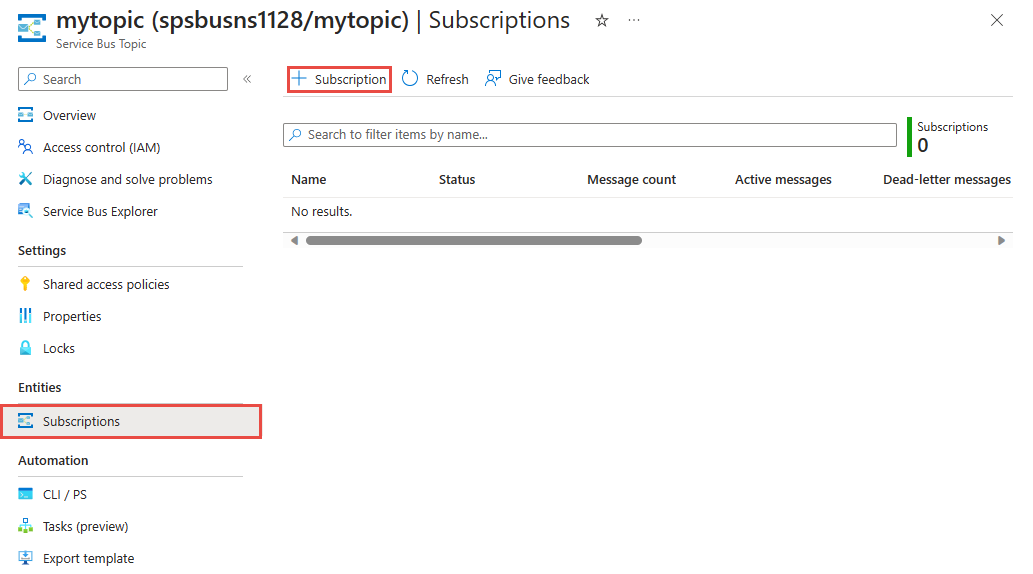 mytopic (spsbusns1128/mytopic) | Subscriptions
Service Bus Topic
Search
Overview
Access control (IAM)
Diagnose and solve problems
Service Bus Explorer
Settings
Shared access policies
Properties
Locks
Entities
Subscriptions
Automation
CLI / PS
Tasks (preview)
Export template
Subscription Refresh Give feedback
Search to filter items by name...
Subscriptions
0
Name Status Message count Active messages Dead-letter messages
No results.